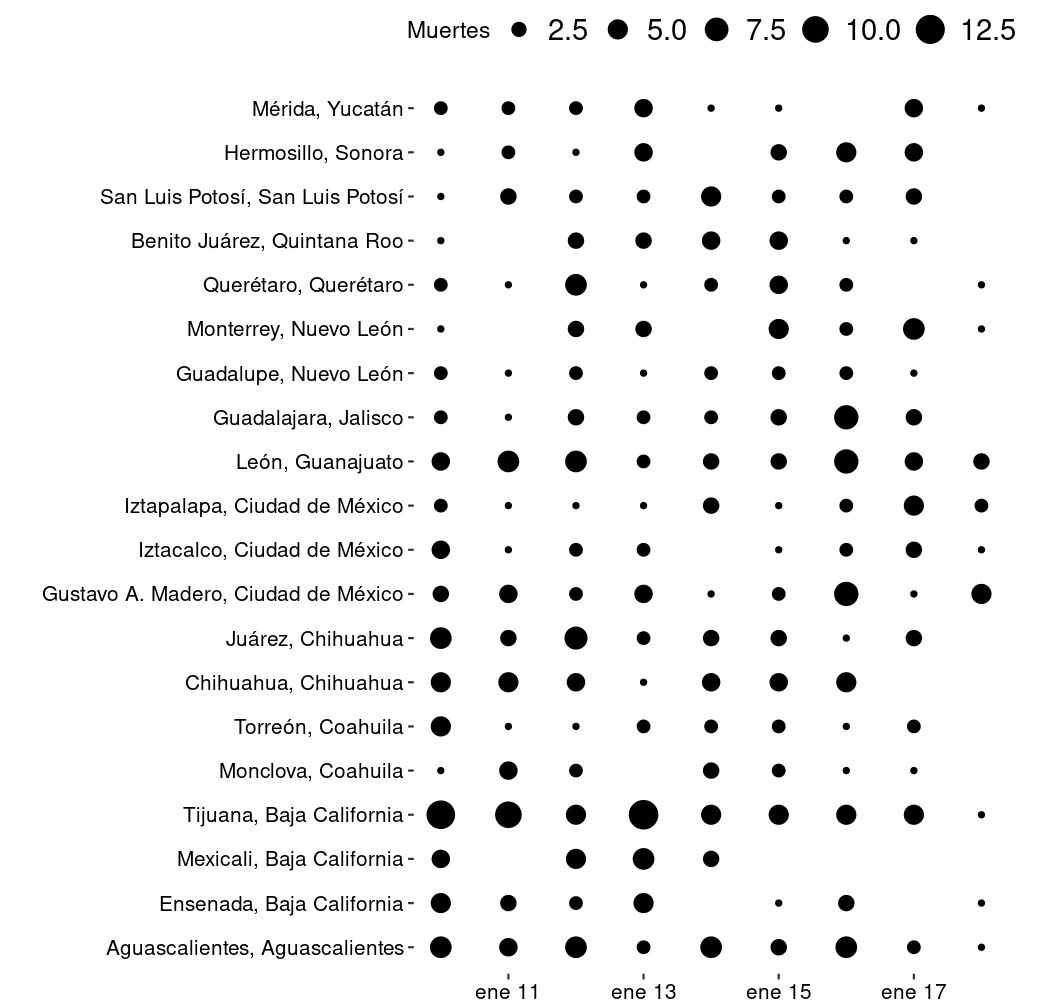 Muertes 2.5 5.0 7.5 10.0 12.5
Mérida, Yucatán
Hermosillo, Sonora
San Luis Potosí, San Luis Potosí
Benito Juárez, Quintana Roo
Querétaro, Querétaro
Monterrey, Nuevo León
Guadalupe, Nuevo León
Guadalajara, Jalisco
León, Guanajuato
Iztapalapa, Ciudad de México
Iztacalco, Ciudad de México
Gustavo A. Madero, Ciudad de México
Juárez, Chihuahua
Chihuahua, Chihuahua
Torreón, Coahuila
Monclova, Coahuila
Tijuana, Baja California
Mexicali, Baja California
Ensenada, Baja California
Aguascalientes, Aguascalientes
ene 11 ene 13 ene 15 ene 17